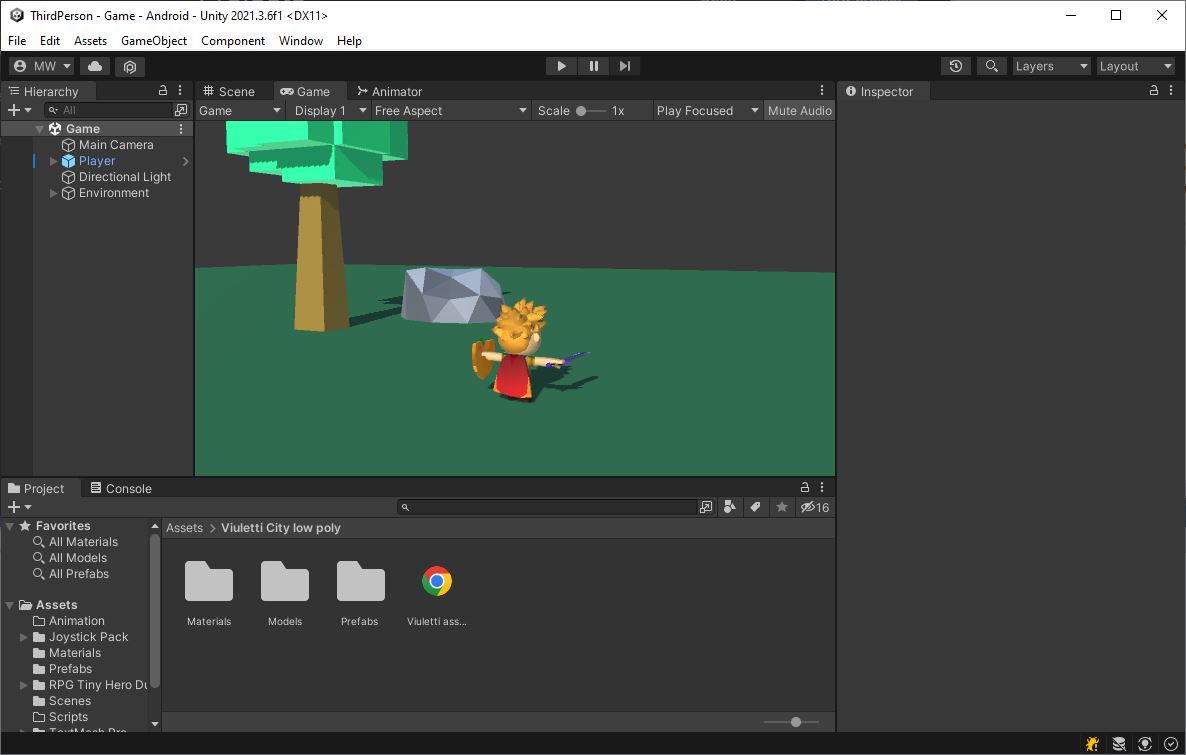 ThirdPerson - Game - Android - Unity 2021.3.6f1 <DX11>
File Edit Assets GameObject Component Window Help
MW Layers Layout
Hierarchy Scene Game Animator Inspector
All Game Display 1 Free Aspect Scale 1x Play Focused Mute Audio
Game
Main Camera
Player
Directional Light
Environment
Project Console
16
Favorites
All Materials
All Models
All Prefabs
Assets > Viuletti City low poly
Materials Models Prefabs Viuletti ass...
Assets
Animation
Joystick Pack
Materials
Prefabs
RPG Tiny Hero Du
Scenes
Scripts
TextMesh Pro